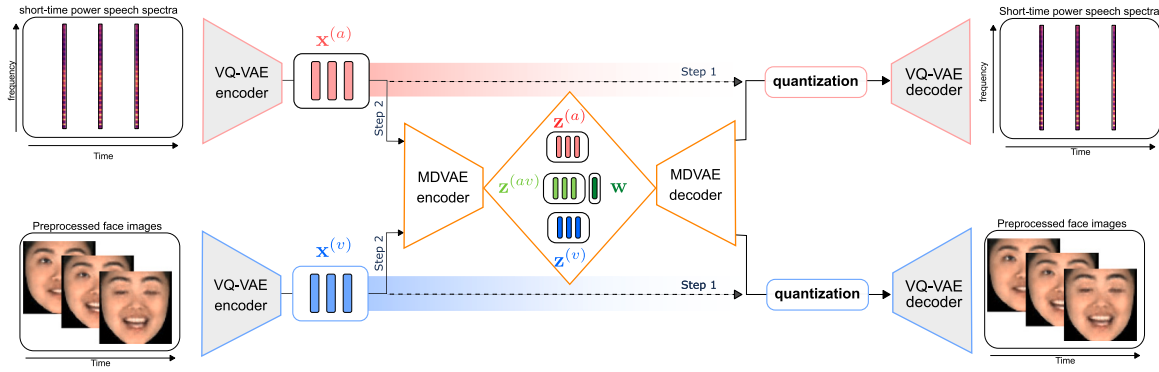 short-time power speech spectra
frequency
Time
VQ-VAE
encoder
x^(a)
Step 1
Step 2
quantization
VQ-VAE
decoder
Short-time power speech spectra
frequency
Time
MDVAE
encoder
z^(a)
z^(av)
w
z^(v)
MDVAE
decoder
Preprocessed face images
Time
VQ-VAE
encoder
x^(v)
Step 2
Step 1
quantization
VQ-VAE
decoder
Preprocessed face images
Time